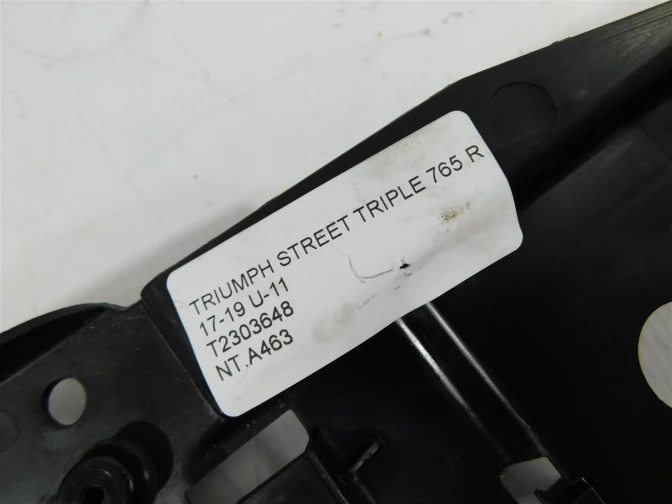 TRIUMPH STREET TRIPLE 765 R
17-19 U-11
T2303648
NT.A463